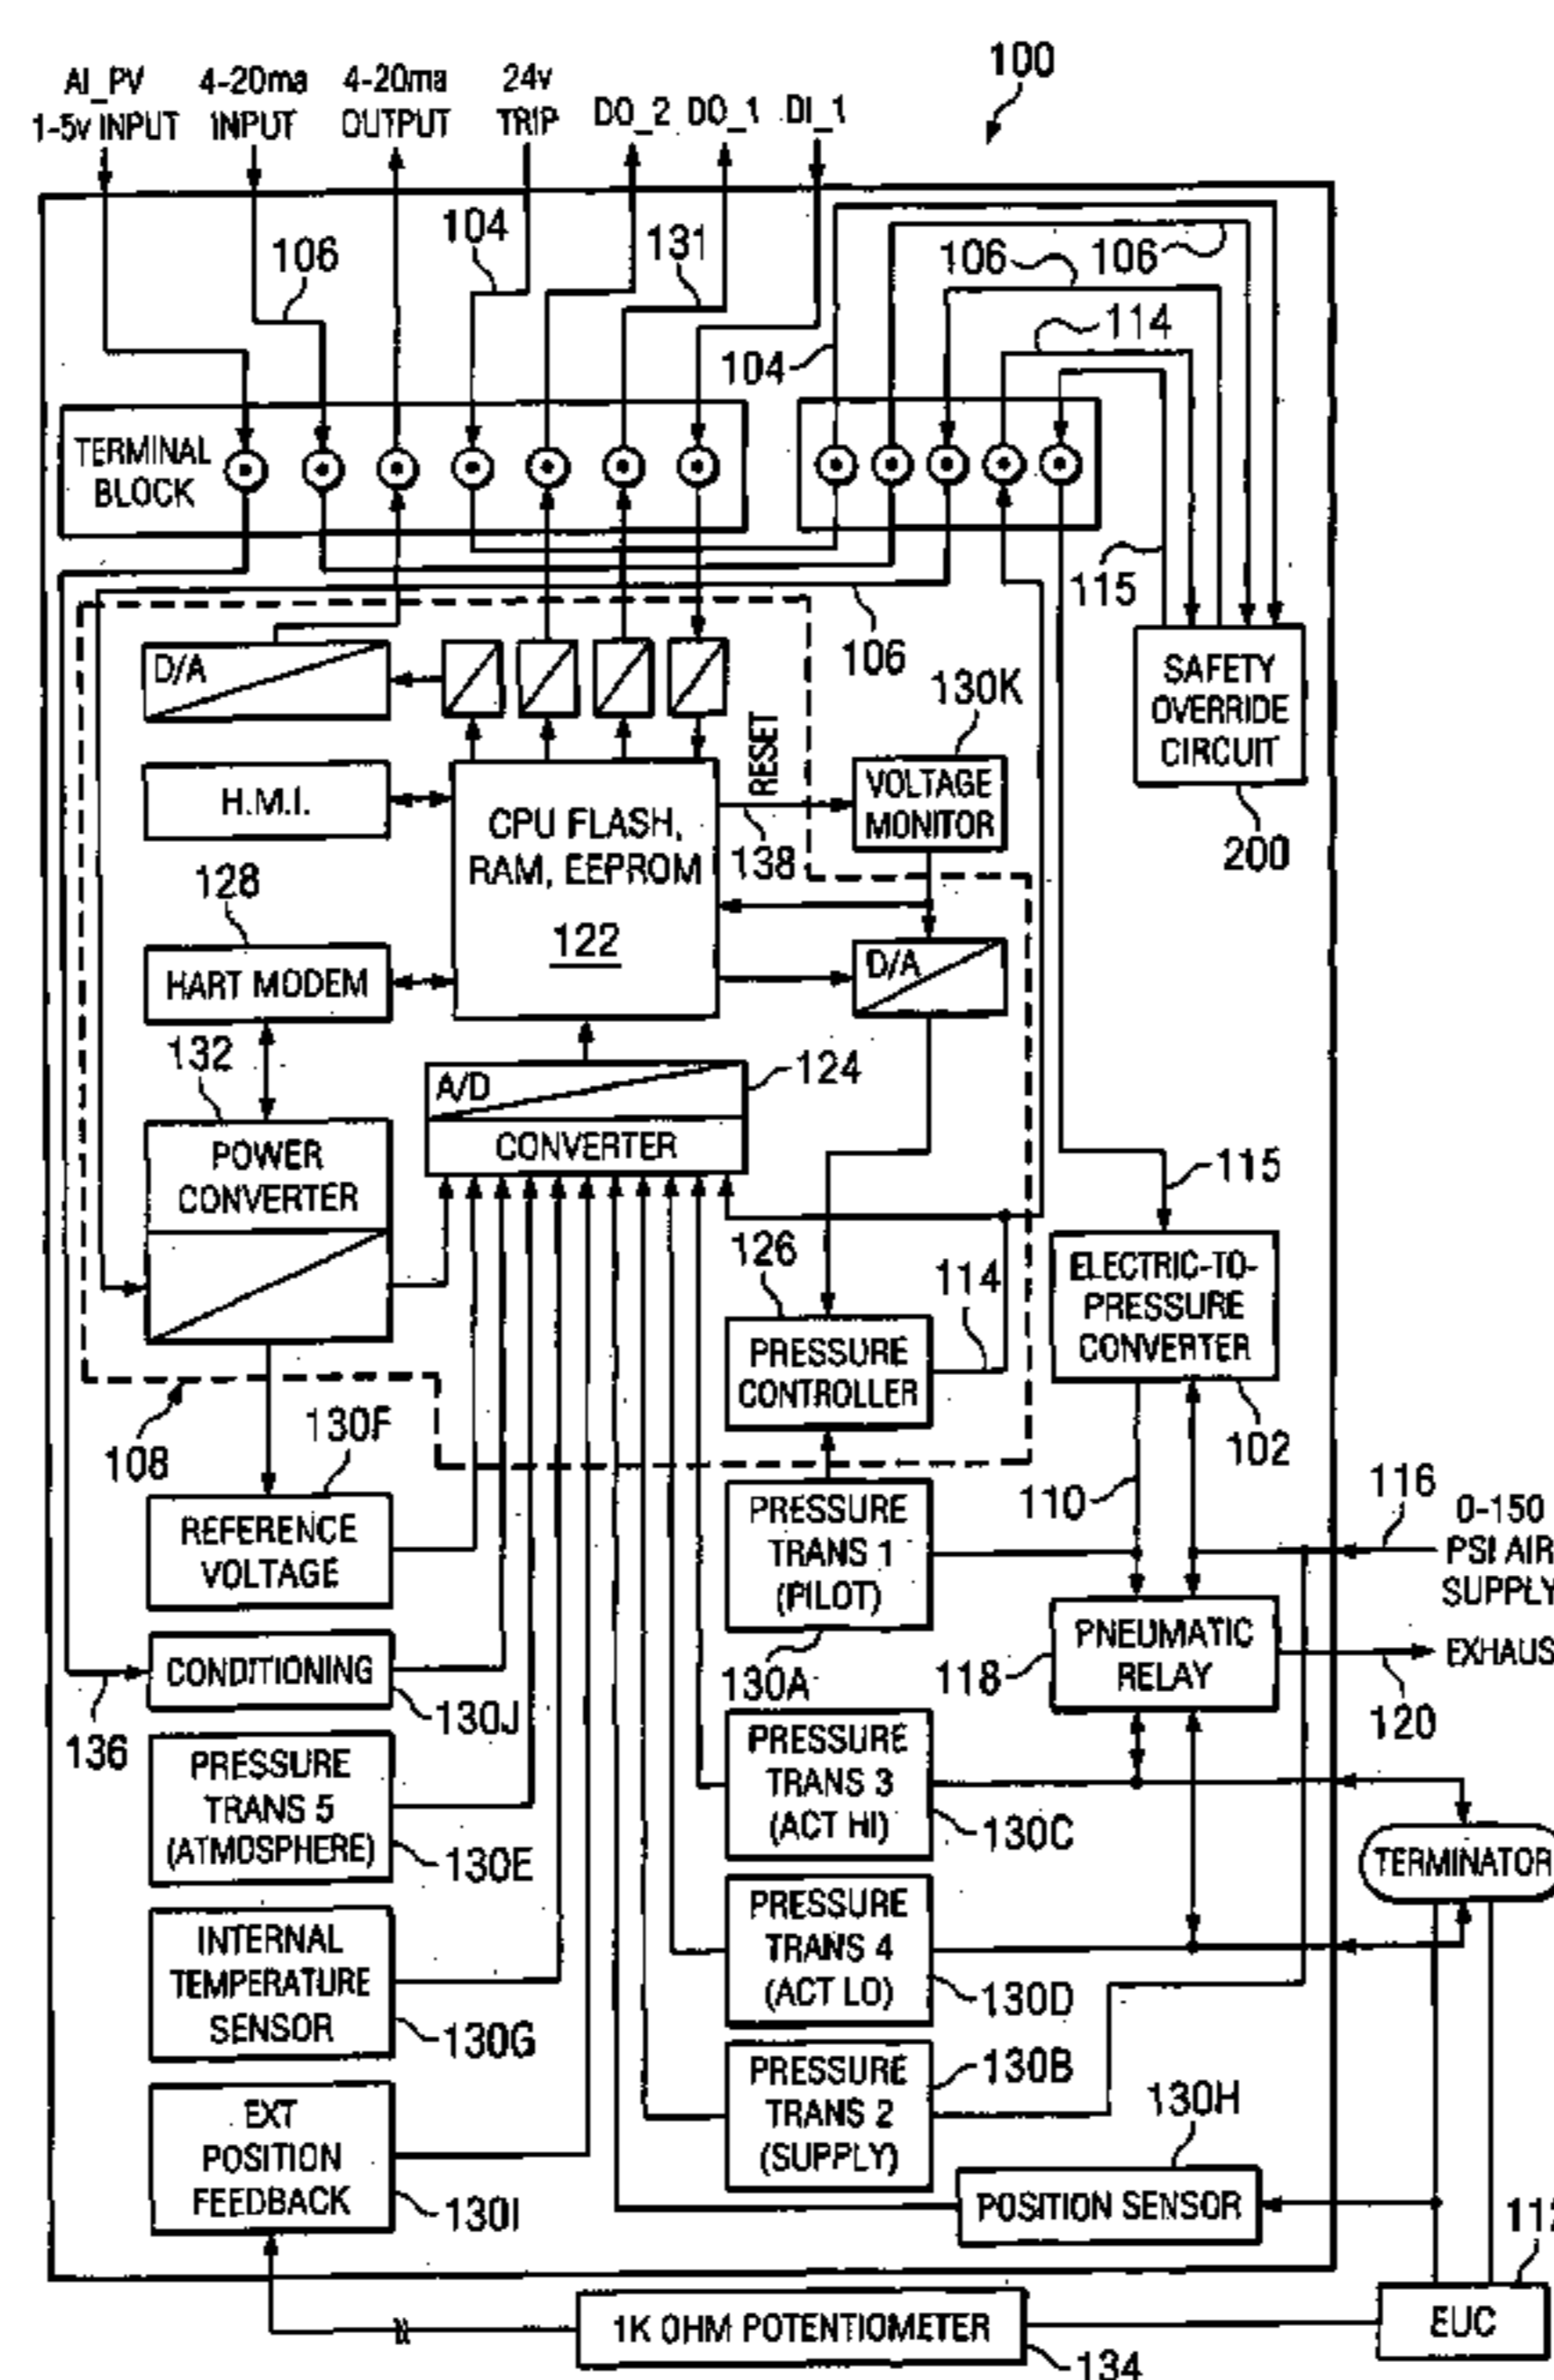 100
AI_PV
1-5v INPUT
4-20ma
INPUT
4-20ma
OUTPUT
24v
TRIP
DO_2
DO_1
DI_1
106
104
131
106
106
114
104
TERMINAL
BLOCK
115
106
SAFETY
OVERRIDE
CIRCUIT
200
D/A
130K
RESET
H.M.I.
VOLTAGE
MONITOR
138
CPU FLASH,
RAM, EEPROM
122
128
HART MODEM
D/A
132
POWER
CONVERTER
A/D
CONVERTER
124
115
126
114
ELECTRIC-TO-
PRESSURE
CONVERTER
PRESSURE
CONTROLLER
102
108
130F
110
116
0-150
PSI AIR
SUPPLY
REFERENCE
VOLTAGE
PRESSURE
TRANS 1
(PILOT)
130A
PNEUMATIC
RELAY
118
EXHAUS
120
CONDITIONING
130J
136
PRESSURE
TRANS 5
(ATMOSPHERE)
130E
PRESSURE
TRANS 3
(ACT HI)
130C
TERMINATOR
PRESSURE
TRANS 4
(ACT LO)
130D
INTERNAL
TEMPERATURE
SENSOR
130G
PRESSURE
TRANS 2
(SUPPLY)
130B
130H
EXT
POSITION
FEEDBACK
130I
POSITION SENSOR
112
EUC
1K OHM POTENTIOMETER
134